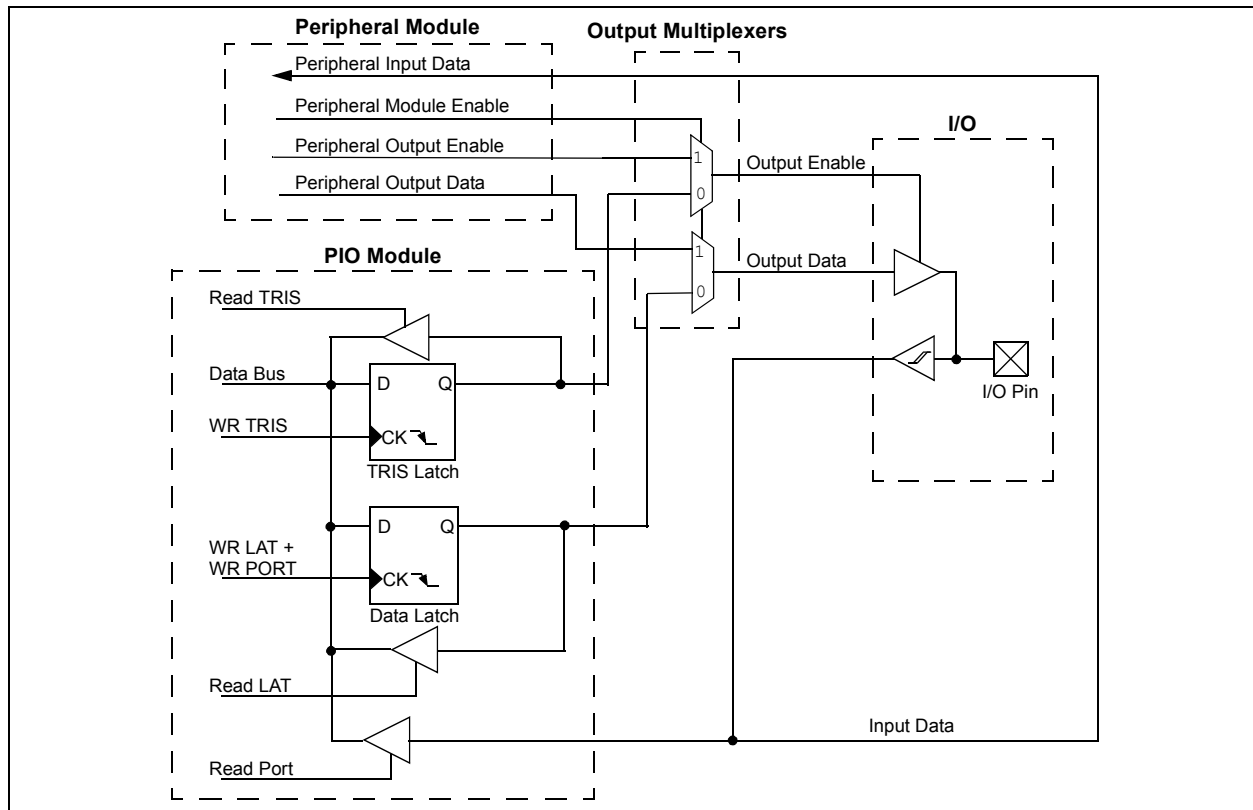 Peripheral Module
Output Multiplexers
Peripheral Input Data
Peripheral Module Enable
Peripheral Output Enable
Peripheral Output Data
1
0
Output Enable
I/O
1
0
Output Data
I/O Pin
PIO Module
Read TRIS
Data Bus
D
Q
WR TRIS
CK
TRIS Latch
D
Q
WR LAT +
WR PORT
CK
Data Latch
Read LAT
Input Data
Read Port